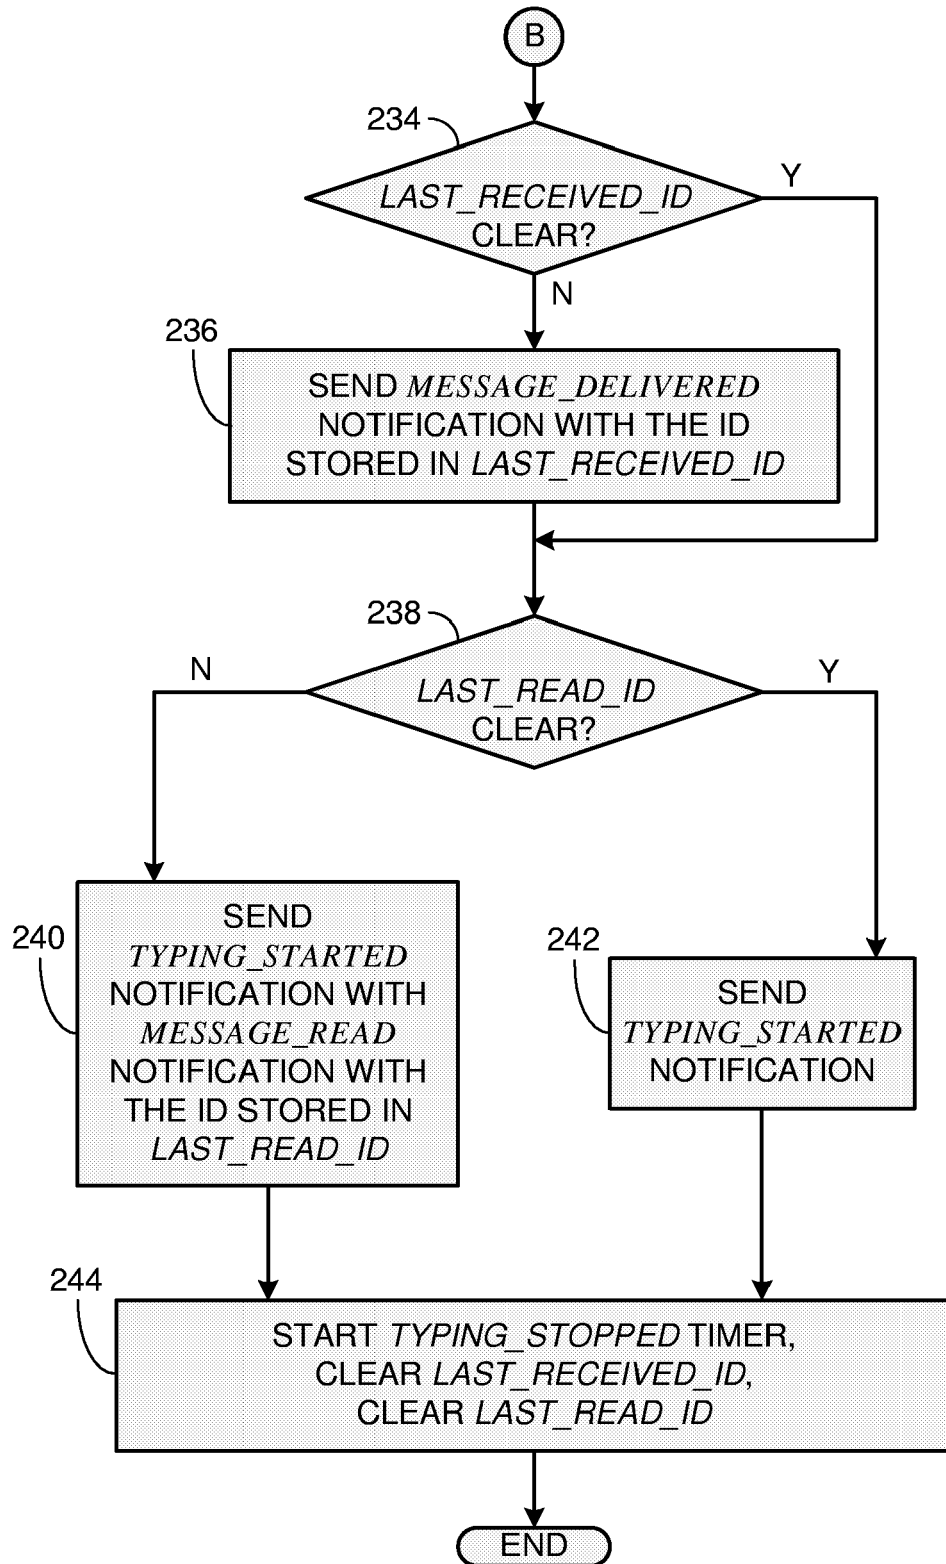 B
234
LAST_RECEIVED_ID
CLEAR?
Y
N
236
SEND MESSAGE_DELIVERED
NOTIFICATION WITH THE ID
STORED IN LAST_RECEIVED_ID
238
N
LAST_READ_ID
CLEAR?
Y
240
SEND
TYPING_STARTED
NOTIFICATION WITH
MESSAGE_READ
NOTIFICATION WITH
THE ID STORED IN
LAST_READ_ID
242
SEND
TYPING_STARTED
NOTIFICATION
244
START TYPING_STOPPED TIMER,
CLEAR LAST_RECEIVED_ID,
CLEAR LAST_READ_ID
END